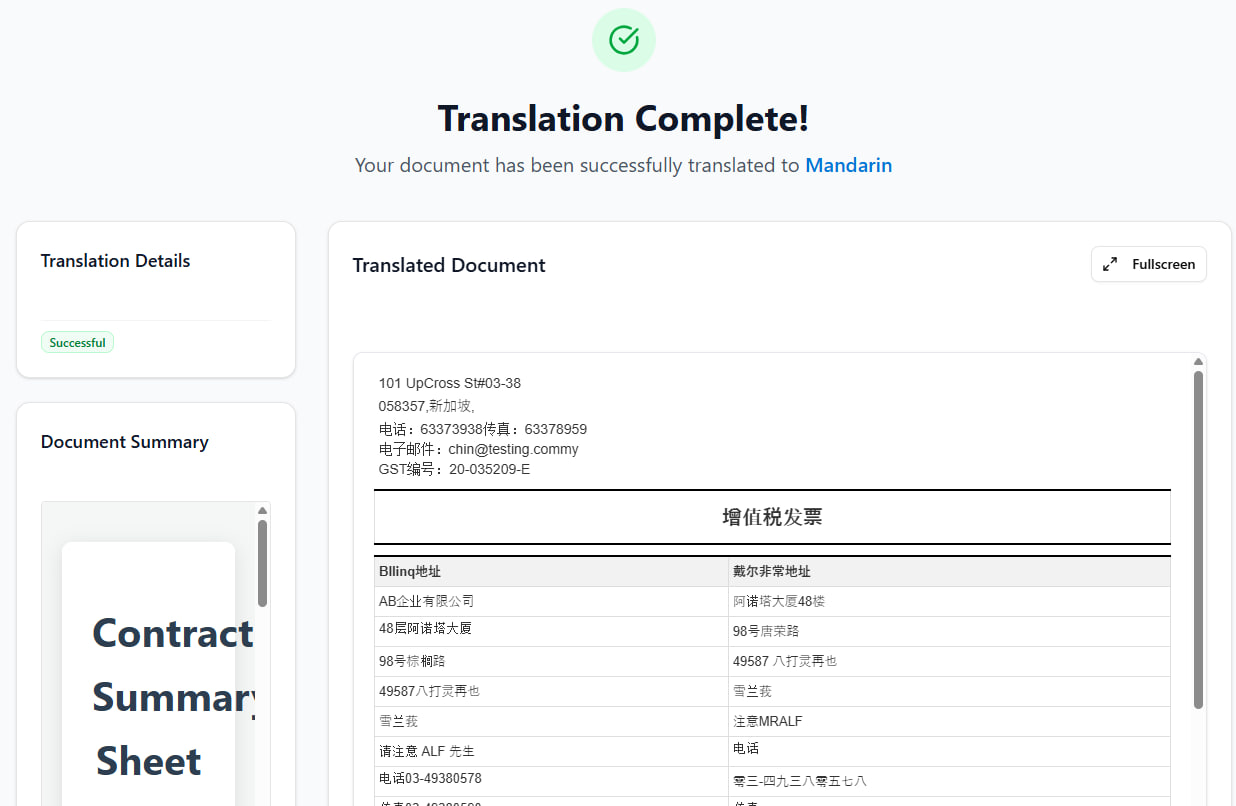 Translation Complete!
Your document has been successfully translated to Mandarin
Translation Details
Successful
Document Summary
Contract
Summary
Sheet
Translated Document
Fullscreen
101 UpCross St#03-38
058357,新加坡,
电话：63373938传真：63378959
电子邮件：chin@testing.commy
GST编号：20-035209-E
增值税发票
Bllinq地址 戴尔非常地址
AB企业有限公司 阿诺塔大厦48楼
48层阿诺塔大厦 98号唐荣路
98号棕榈路 49587 八打灵再也
49587八打灵再也 雪兰莪
雪兰莪 注意MRALF
请注意 ALF 先生 电话
电话03-49380578 零三-四九三八零五七八